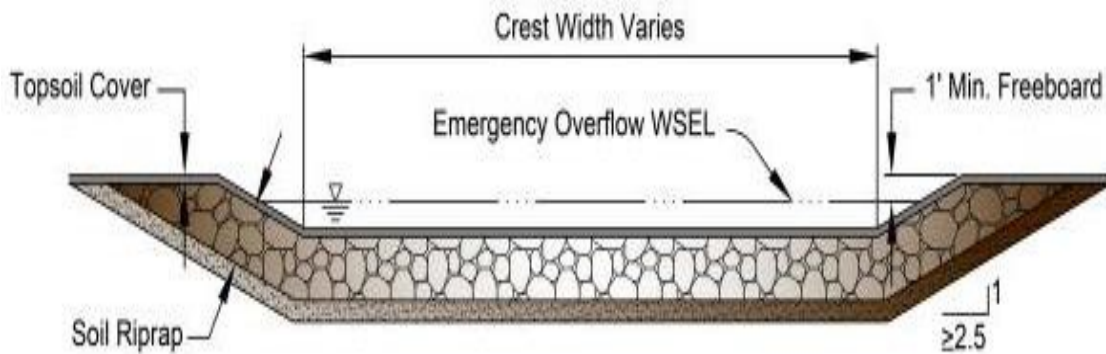 Crest Width Varies
Topsoil Cover
1' Min. Freeboard
Emergency Overflow WSEL
Soil Riprap
1
≥2.5